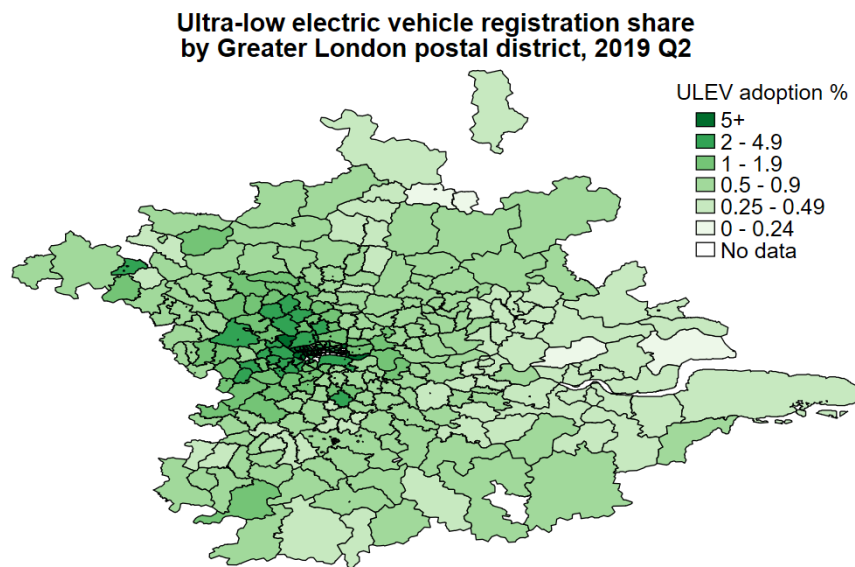 Ultra-low electric vehicle registration share
by Greater London postal district, 2019 Q2
ULEV adoption %
5+
2 - 4.9
1 - 1.9
0.5 - 0.9
0.25 - 0.49
0 - 0.24
No data